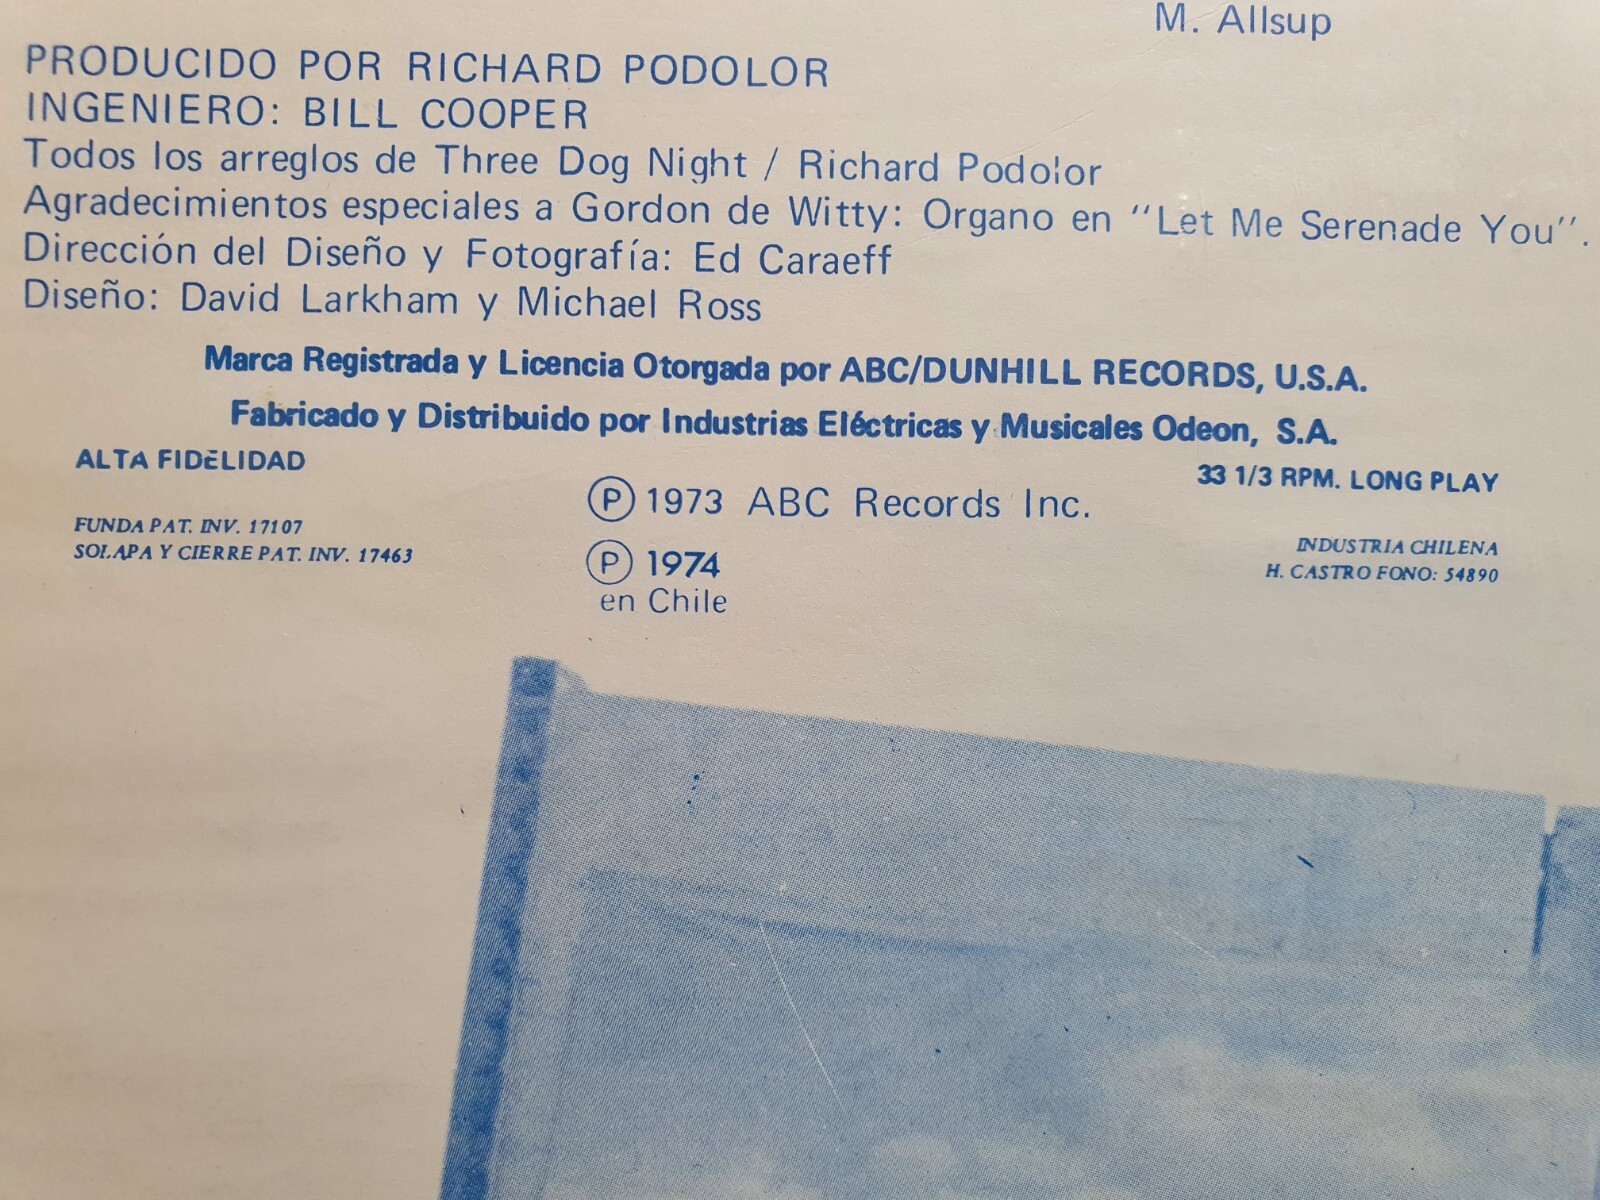 M. Allsup
PRODUCIDO POR RICHARD PODOLOR
INGENIERO: BILL COOPER
Todos los arreglos de Three Dog Night / Richard Podolor
Agradecimientos especiales a Gordon de Witty: Organo en "Let Me Serenade You".
Dirección del Diseño y Fotografía: Ed Caraeff
Diseño: David Larkham y Michael Ross
Marca Registrada y Licencia Otorgada por ABC/DUNHILL RECORDS, U.S.A.
Fabricado y Distribuido por Industrias Eléctricas y Musicales Odeon, S.A.
ALTA FIDELIDAD
33 1/3 RPM. LONG PLAY
Ⓟ 1973 ABC Records Inc.
FUNDA PAT. INV. 17107
SOLAPA Y CIERRE PAT. INV. 17463
Ⓟ 1974
en Chile
INDUSTRIA CHILENA
H. CASTRO FONO: 54890